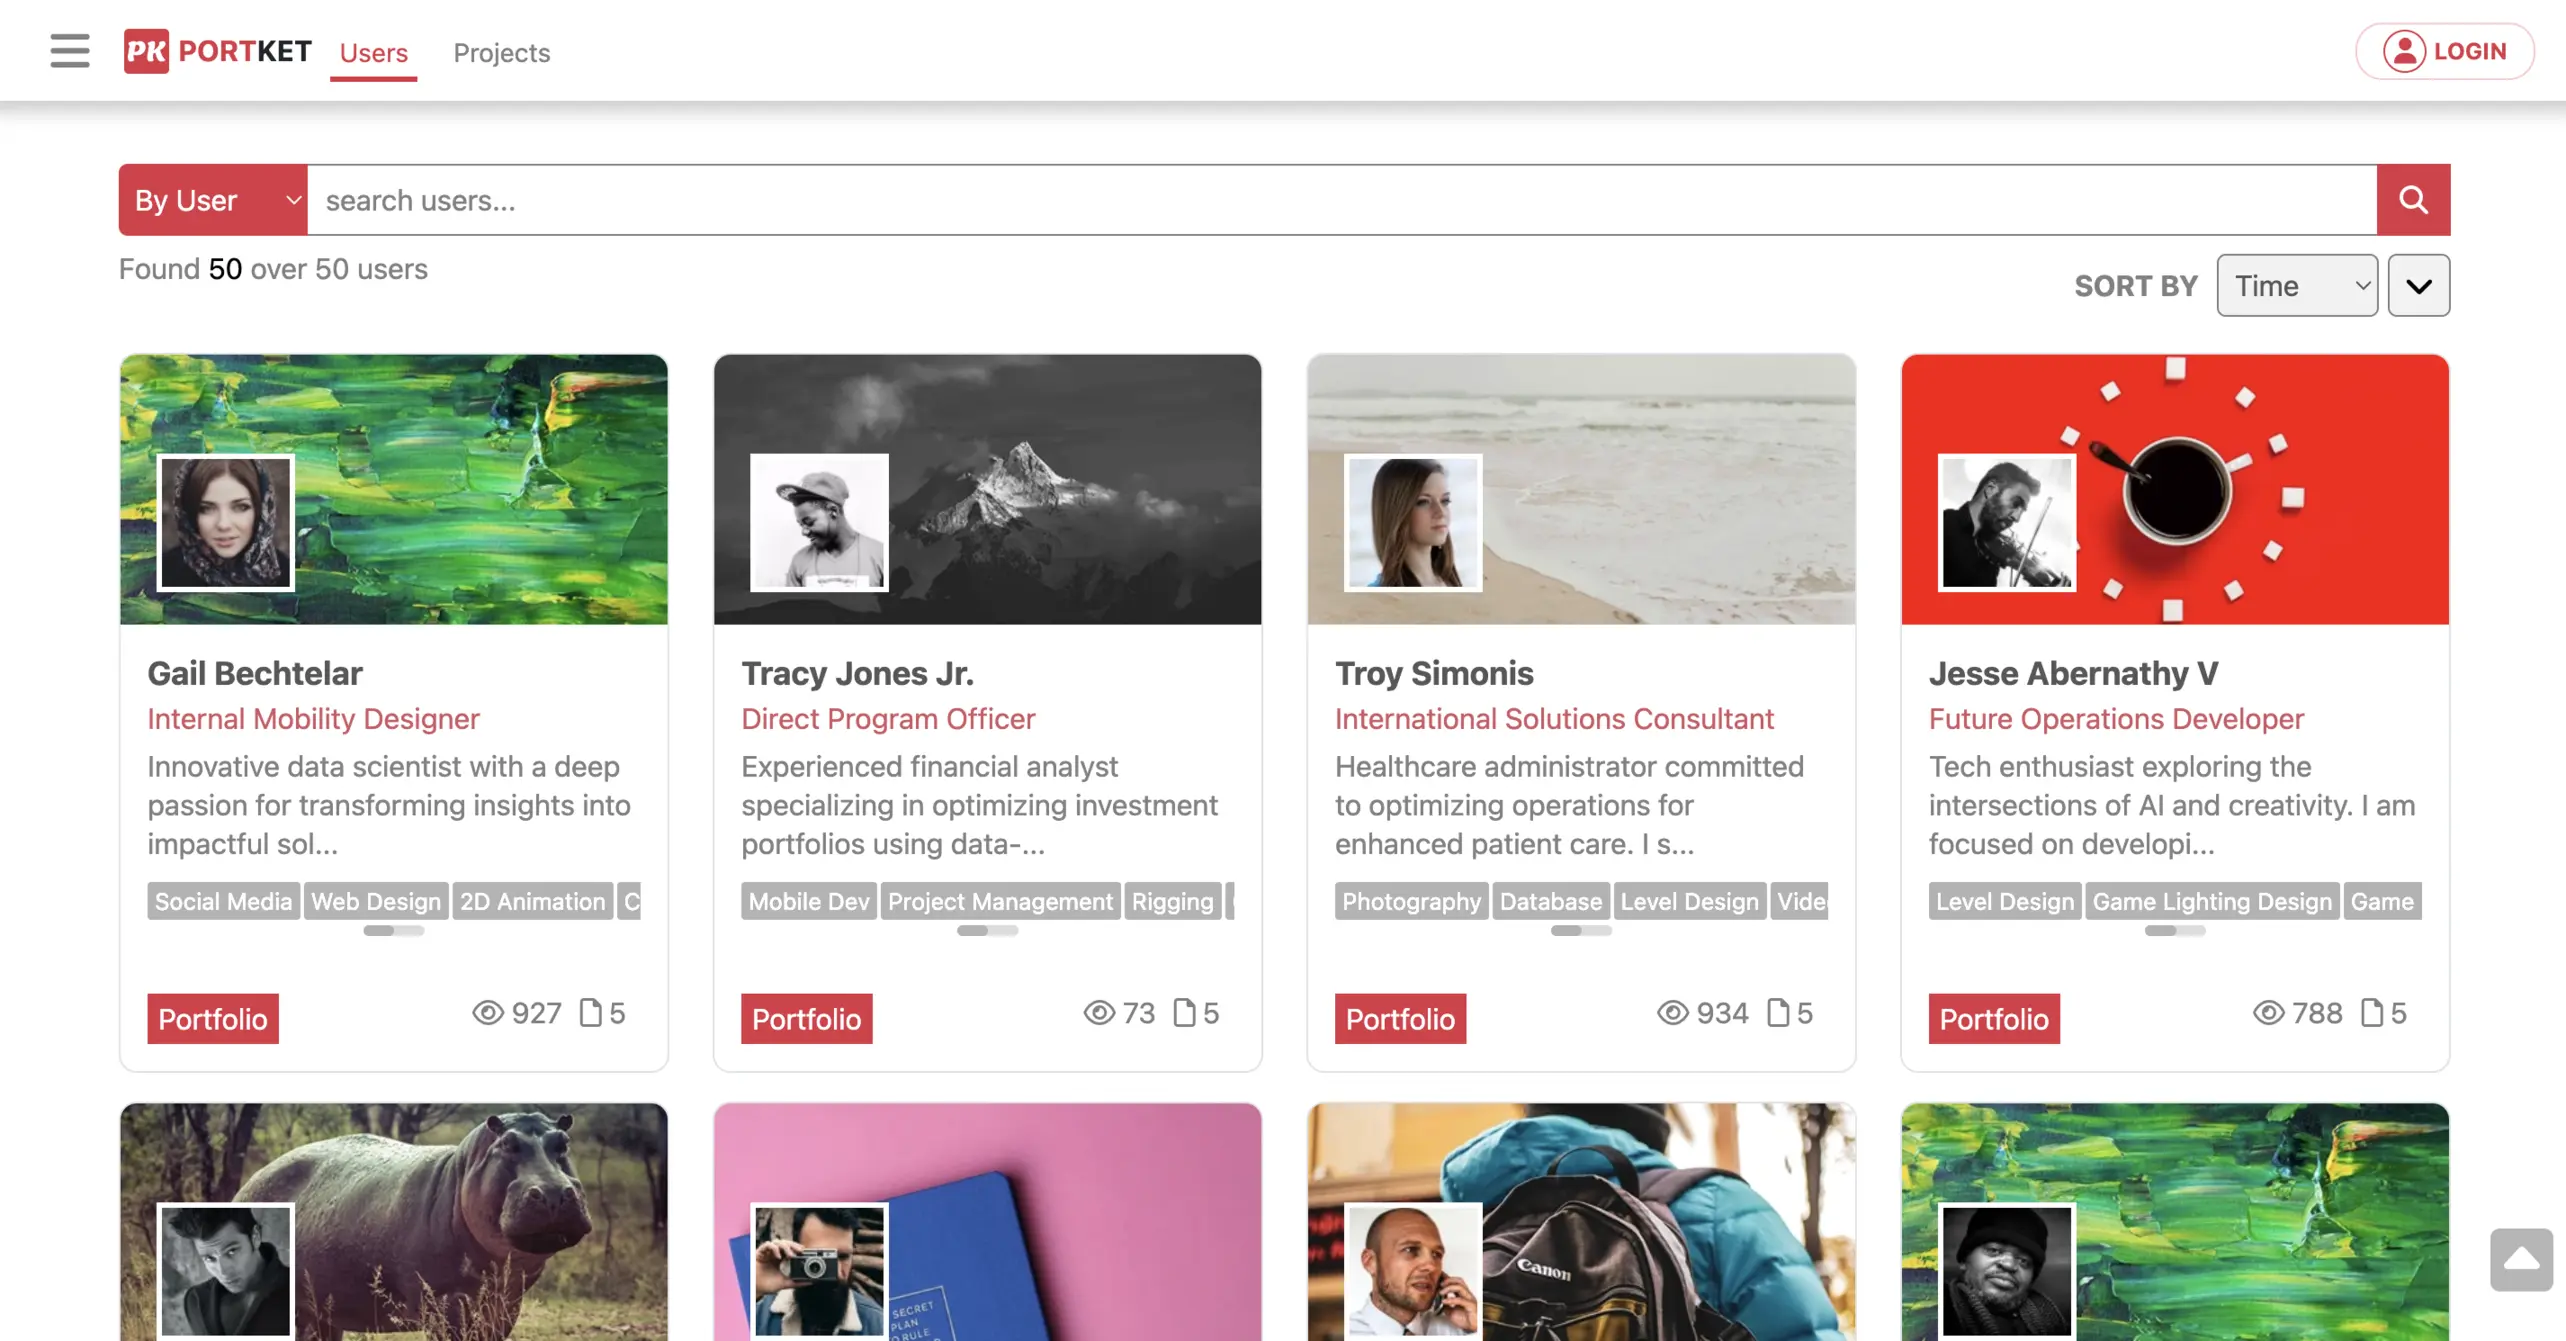 PK PORTKET Users Projects LOGIN
By User search users...
Found 50 over 50 users
SORT BY Time
Gail Bechtelar
Internal Mobility Designer
Innovative data scientist with a deep
passion for transforming insights into
impactful sol...
Social Media Web Design 2D Animation C
Portfolio 927 5
Tracy Jones Jr.
Direct Program Officer
Experienced financial analyst
specializing in optimizing investment
portfolios using data-...
Mobile Dev Project Management Rigging
Portfolio 73 5
Troy Simonis
International Solutions Consultant
Healthcare administrator committed
to optimizing operations for
enhanced patient care. I s...
Photography Database Level Design Vide
Portfolio 934 5
Jesse Abernathy V
Future Operations Developer
Tech enthusiast exploring the
intersections of AI and creativity. I am
focused on developi...
Level Design Game Lighting Design Game
Portfolio 788 5
SECRET
PLAN
RULE
Canon